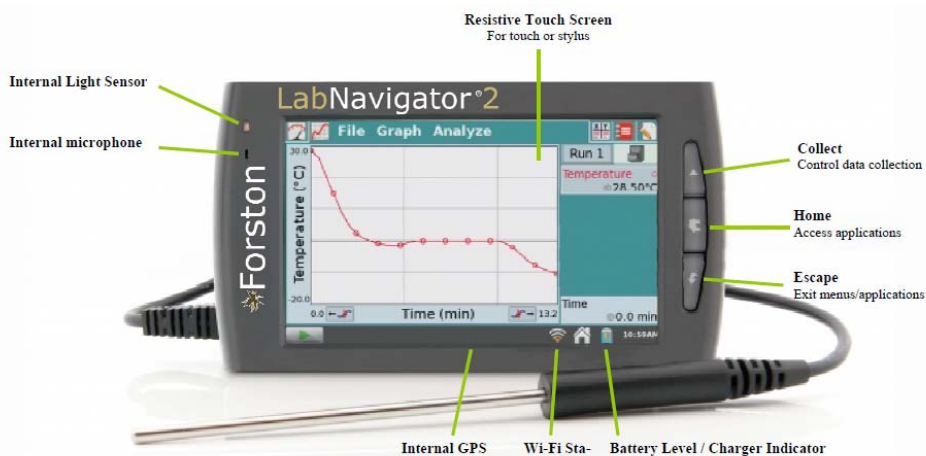 Resistive Touch Screen
For touch or stylus
Internal Light Sensor
Internal microphone
LabNavigator®2
Forston
File Graph Analyze
Run 1
Temperature
28.50°C
30.0
Temperature (°C)
-20.0
0.0
Time (min)
13.2
Time
0.0 min
10:50AM
Collect
Control data collection
Home
Access applications
Escape
Exit menus/applications
Internal GPS
Wi-Fi Sta-
Battery Level / Charger Indicator